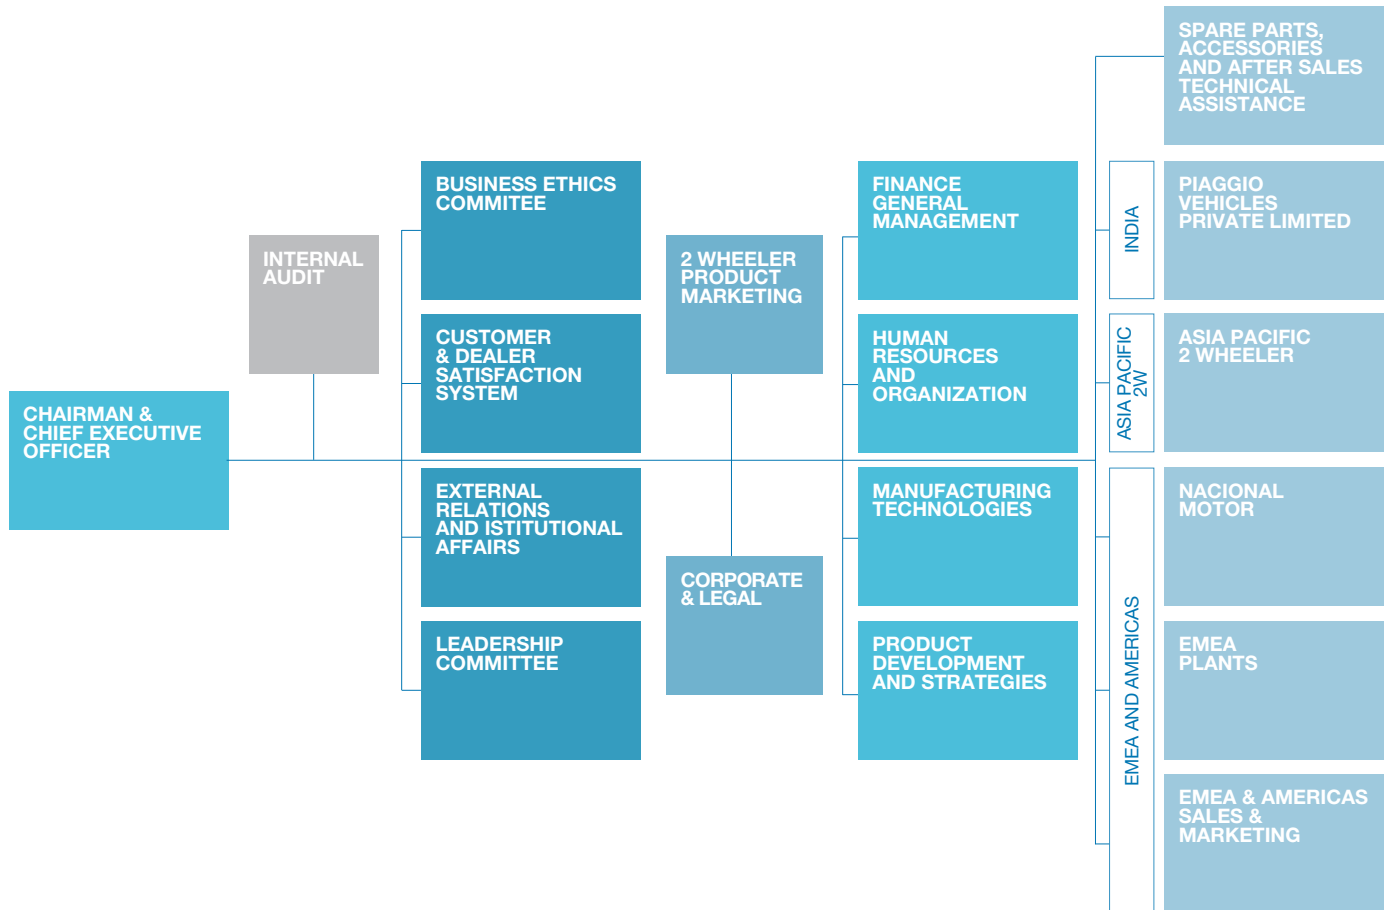 CHAIRMAN &
CHIEF EXECUTIVE
OFFICER
INTERNAL
AUDIT
BUSINESS ETHICS
COMMITEE
CUSTOMER
& DEALER
SATISFACTION
SYSTEM
EXTERNAL
RELATIONS
AND ISTITUTIONAL
AFFAIRS
LEADERSHIP
COMMITTEE
2 WHEELER
PRODUCT
MARKETING
CORPORATE
& LEGAL
FINANCE
GENERAL
MANAGEMENT
HUMAN
RESOURCES
AND
ORGANIZATION
MANUFACTURING
TECHNOLOGIES
PRODUCT
DEVELOPMENT
AND STRATEGIES
SPARE PARTS,
ACCESSORIES
AND AFTER SALES
TECHNICAL
ASSISTANCE
INDIA
PIAGGIO
VEHICLES
PRIVATE LIMITED
ASIA PACIFIC
2W
ASIA PACIFIC
2 WHEELER
EMEA AND AMERICAS
NACIONAL
MOTOR
EMEA
PLANTS
EMEA & AMERICAS
SALES &
MARKETING